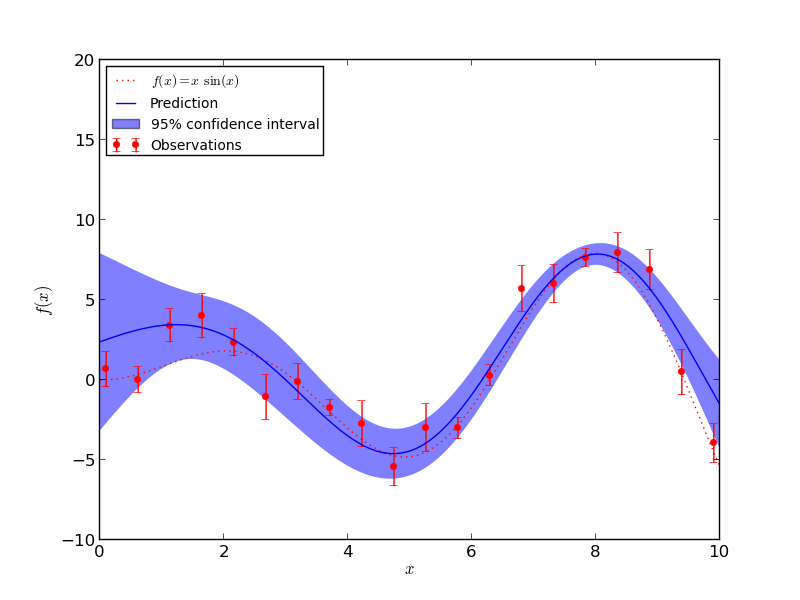 20
f(x) = x sin(x)
Prediction
95% confidence interval
Observations
15
10
5
0
−5
−10
f(x)
0 2 4 6 8 10
x